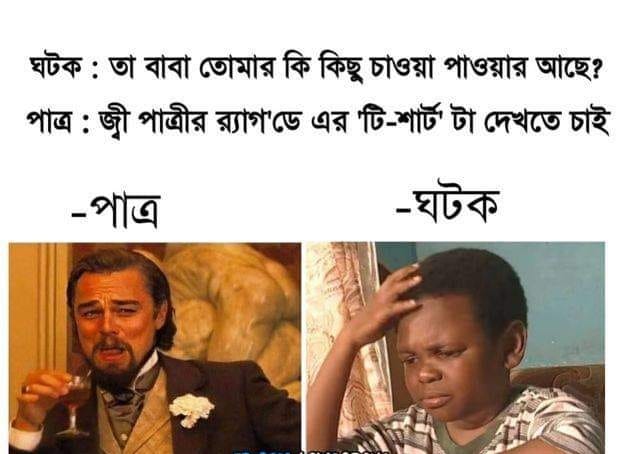 ঘটক : তা বাবা তোমার কি কিছু চাওয়া পাওয়ার আছে?
পাত্র : জ্বী পাত্রীর র‍্যাগ'ডে এর 'টি-শার্ট' টা দেখতে চাই
-পাত্র
-ঘটক